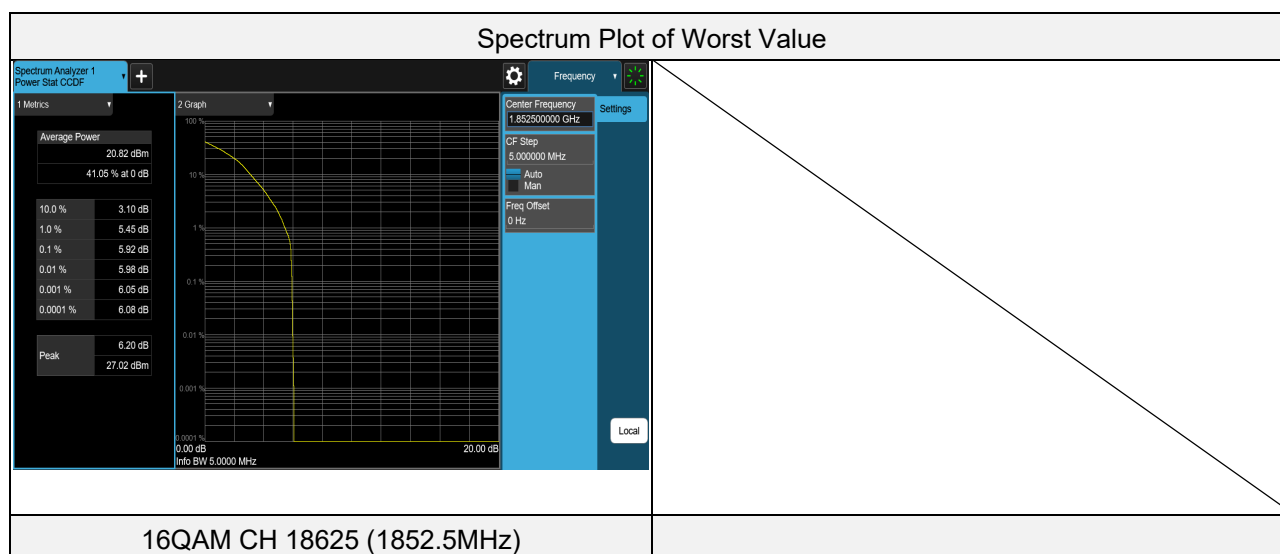 Spectrum Plot of Worst Value
Spectrum Analyzer 1
Power Stat CCDF
+
Frequency
1 Metrics
Average Power
20.82 dBm
41.05 % at 0 dB
10.0 % 3.10 dB
1.0 % 5.45 dB
0.1 % 5.92 dB
0.01 % 5.98 dB
0.001 % 6.05 dB
0.0001 % 6.08 dB
Peak
6.20 dB
27.02 dBm
2 Graph
100 %
10 %
1 %
0.1 %
0.01 %
0.001 %
0.0001 %
0.00 dB 20.00 dB
Info BW 5.0000 MHz
Center Frequency
1.852500000 GHz
CF Step
5.000000 MHz
Auto
Man
Freq Offset
0 Hz
Settings
Local
16QAM CH 18625 (1852.5MHz)